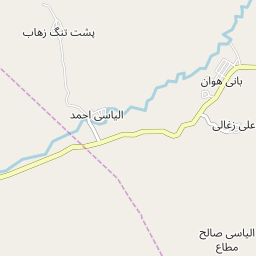 پشت تنگ زهاب
بانی هوان
الیاسی احمد
علی زغالی
الیاسی صالح
مطاع